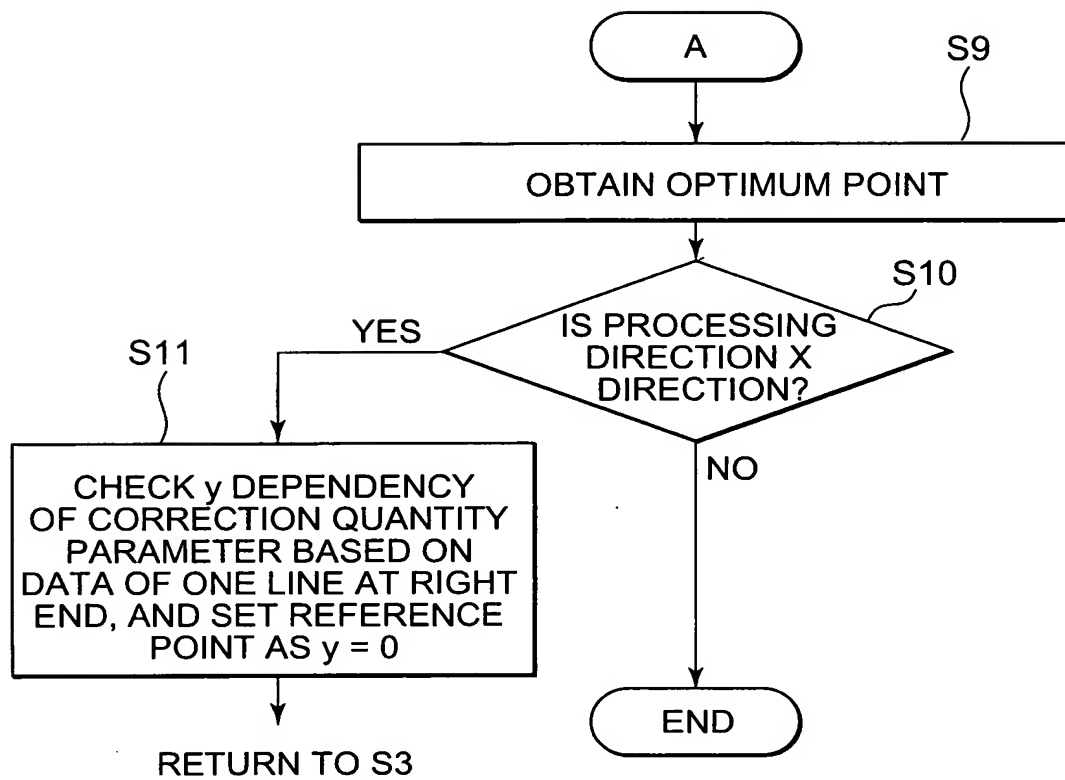 A
S9
OBTAIN OPTIMUM POINT
S10
IS PROCESSING
DIRECTION X
DIRECTION?
YES
NO
S11
CHECK y DEPENDENCY
OF CORRECTION QUANTITY
PARAMETER BASED ON
DATA OF ONE LINE AT RIGHT
END, AND SET REFERENCE
POINT AS y = 0
RETURN TO S3
END